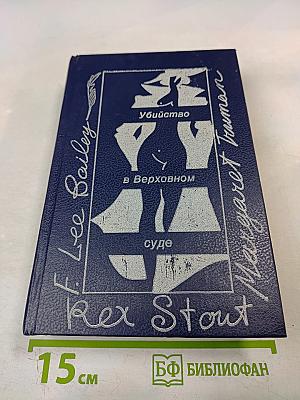 Убийство
в Верховном
суде
F. Lee Bailey
Margaret Truman
Rex Stout
15 см
БФ БИБЛИОФАН